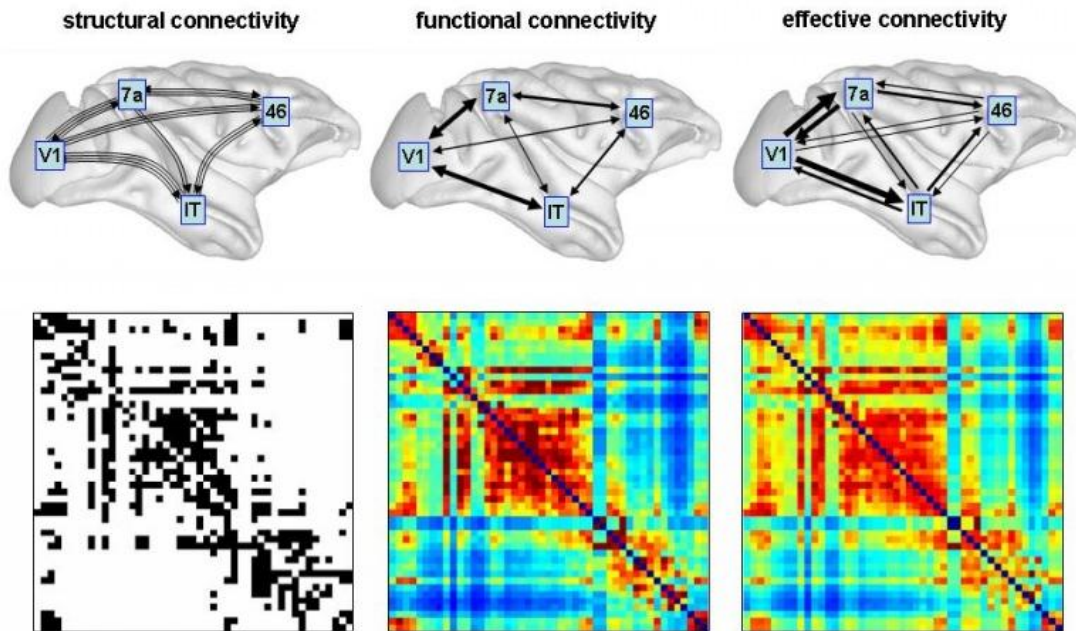 structural connectivity
functional connectivity
effective connectivity
7a
46
V1
IT
7a
46
V1
IT
7a
46
V1
IT